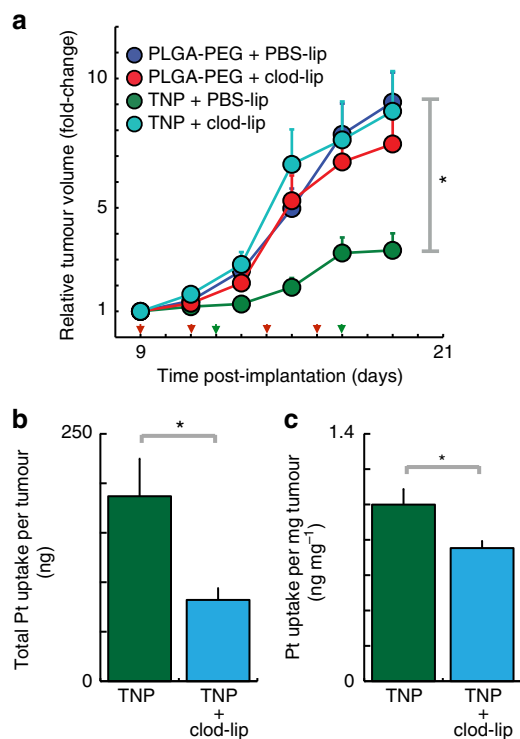 a
Relative tumour volume (fold-change)
10
5
1
PLGA-PEG + PBS-lip
PLGA-PEG + clod-lip
TNP + PBS-lip
TNP + clod-lip
*
9
21
Time post-implantation (days)
b
Total Pt uptake per tumour
(ng)
250
0
*
TNP
TNP
+
clod-lip
c
Pt uptake per mg tumour
(ng mg⁻¹)
1.4
0
*
TNP
TNP
+
clod-lip